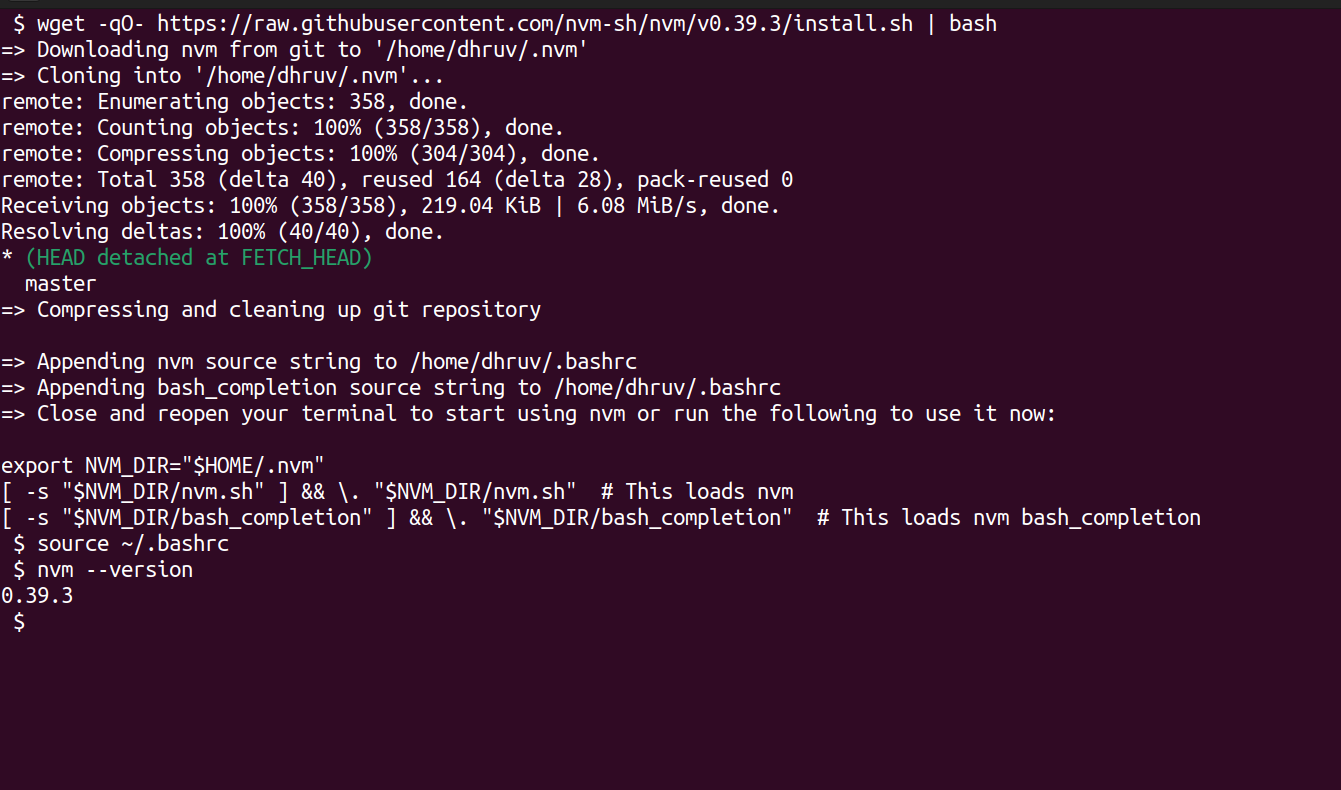 $ wget -qO- https://raw.githubusercontent.com/nvm-sh/nvm/v0.39.3/install.sh | bash
=> Downloading nvm from git to '/home/dhruv/.nvm'
=> Cloning into '/home/dhruv/.nvm'...
remote: Enumerating objects: 358, done.
remote: Counting objects: 100% (358/358), done.
remote: Compressing objects: 100% (304/304), done.
remote: Total 358 (delta 40), reused 164 (delta 28), pack-reused 0
Receiving objects: 100% (358/358), 219.04 KiB | 6.08 MiB/s, done.
Resolving deltas: 100% (40/40), done.
* (HEAD detached at FETCH_HEAD)
  master
=> Compressing and cleaning up git repository

=> Appending nvm source string to /home/dhruv/.bashrc
=> Appending bash_completion source string to /home/dhruv/.bashrc
=> Close and reopen your terminal to start using nvm or run the following to use it now:

export NVM_DIR="$HOME/.nvm"
[ -s "$NVM_DIR/nvm.sh" ] && \. "$NVM_DIR/nvm.sh"  # This loads nvm
[ -s "$NVM_DIR/bash_completion" ] && \. "$NVM_DIR/bash_completion"  # This loads nvm bash_completion
 $ source ~/.bashrc
 $ nvm --version
0.39.3
 $